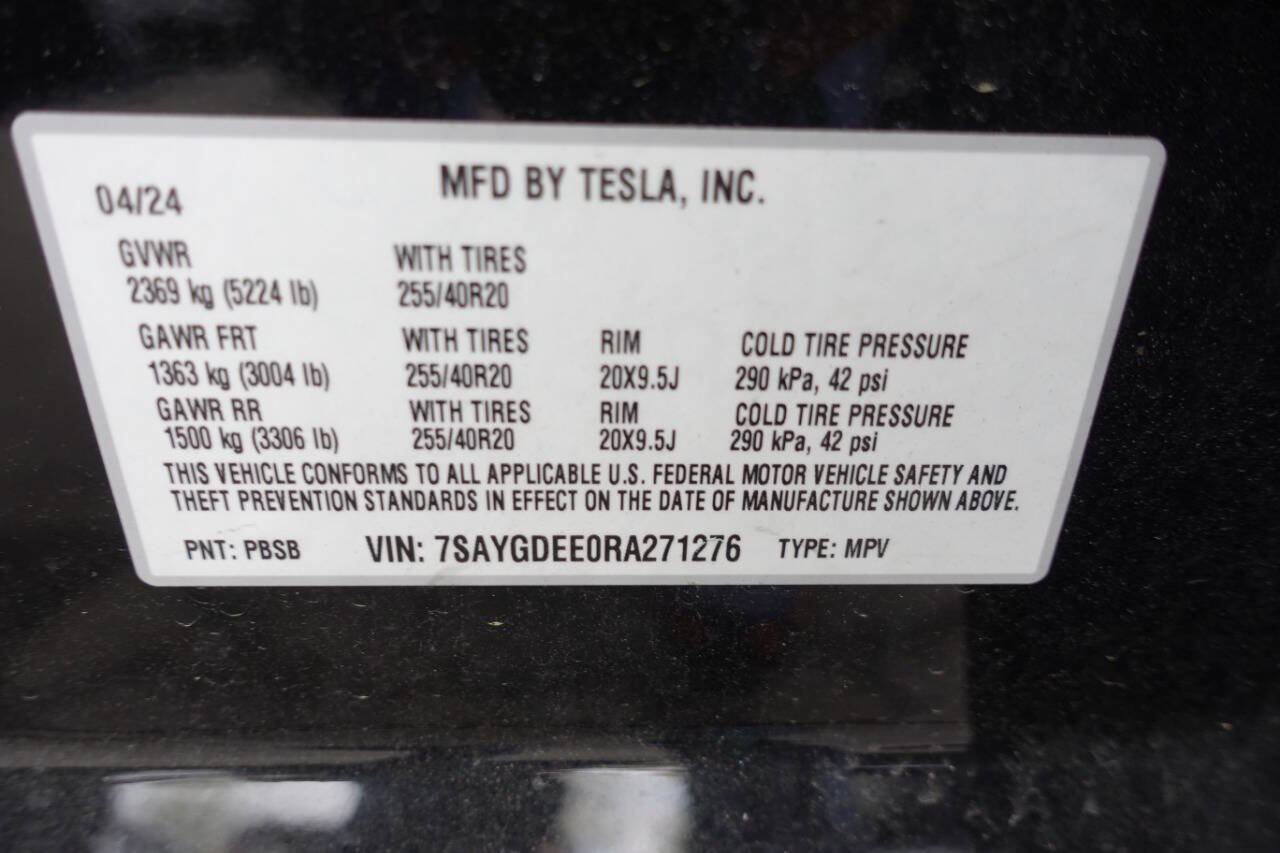 04/24 MFD BY TESLA, INC.
GVWR WITH TIRES
2369 kg (5224 lb) 255/40R20
GAWR FRT WITH TIRES RIM COLD TIRE PRESSURE
1363 kg (3004 lb) 255/40R20 20X9.5J 290 kPa, 42 psi
GAWR RR WITH TIRES RIM COLD TIRE PRESSURE
1500 kg (3306 lb) 255/40R20 20X9.5J 290 kPa, 42 psi
THIS VEHICLE CONFORMS TO ALL APPLICABLE U.S. FEDERAL MOTOR VEHICLE SAFETY AND
THEFT PREVENTION STANDARDS IN EFFECT ON THE DATE OF MANUFACTURE SHOWN ABOVE.
PNT: PBSB VIN: 7SAYGDEE0RA271276 TYPE: MPV